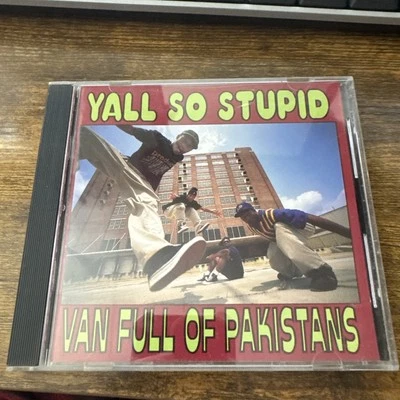 YALL SO STUPID
VAN FULL OF PAKISTANS